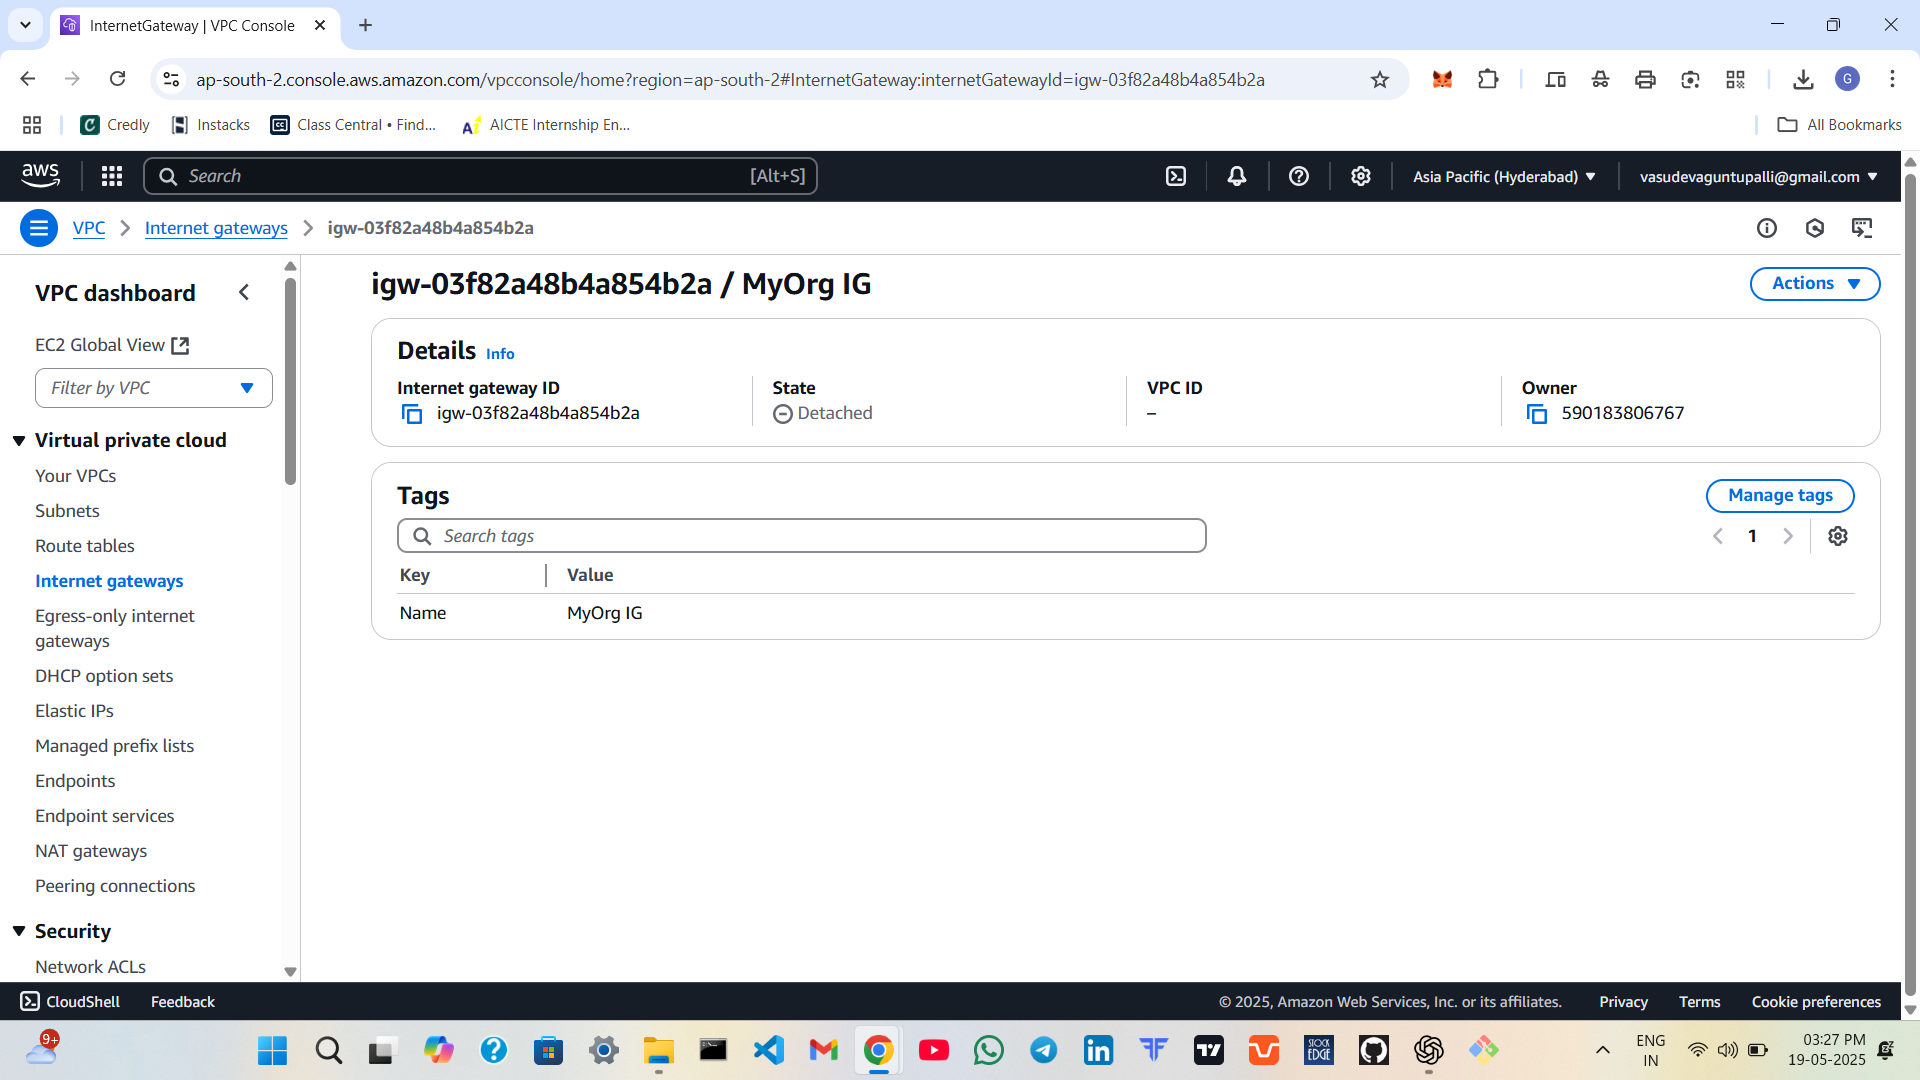 InternetGateway | VPC Console
ap-south-2.console.aws.amazon.com/vpcconsole/home?region=ap-south-2#InternetGateway:internetGatewayId=igw-03f82a48b4a854b2a
G
Credly
Instacks
Class Central • Find...
AICTE Internship En...
All Bookmarks
aws
Search
[Alt+S]
Asia Pacific (Hyderabad)
vasudevaguntupalli@gmail.com
VPC
Internet gateways
igw-03f82a48b4a854b2a
VPC dashboard
EC2 Global View
Filter by VPC
Virtual private cloud
Your VPCs
Subnets
Route tables
Internet gateways
Egress-only internet
gateways
DHCP option sets
Elastic IPs
Managed prefix lists
Endpoints
Endpoint services
NAT gateways
Peering connections
Security
Network ACLs
igw-03f82a48b4a854b2a / MyOrg IG
Actions
Details Info
Internet gateway ID
igw-03f82a48b4a854b2a
State
Detached
VPC ID
–
Owner
590183806767
Tags
Manage tags
Search tags
1
Key
Value
Name
MyOrg IG
CloudShell
Feedback
© 2025, Amazon Web Services, Inc. or its affiliates.
Privacy
Terms
Cookie preferences
9+
STOCK
EDGE
ENG
IN
03:27 PM
19-05-2025